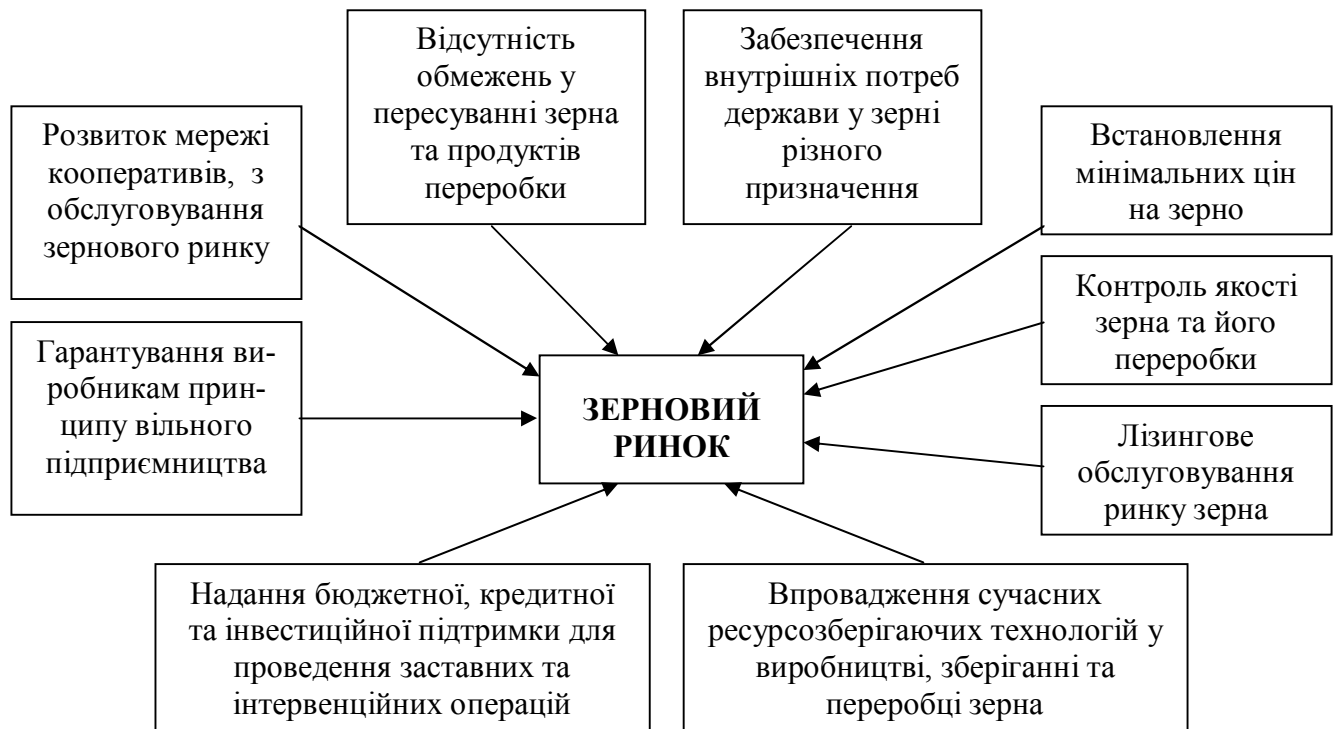 Відсутність
обмежень у
пересуванні зерна
та продуктів
переробки
Забезпечення
внутрішніх потреб
держави у зерні
різного
призначення
Розвиток мережі
кооперативів, з
обслуговування
зернового ринку
Встановлення
мінімальних цін
на зерно
Контроль якості
зерна та його
переробки
Гарантування ви-
робникам прин-
ципу вільного
підприємництва
ЗЕРНОВИЙ
РИНОК
Лізингове
обслуговування
ринку зерна
Надання бюджетної, кредитної
та інвестиційної підтримки для
проведення заставних та
інтервенційних операцій
Впровадження сучасних
ресурсозберігаючих технологій у
виробництві, зберіганні та
переробці зерна